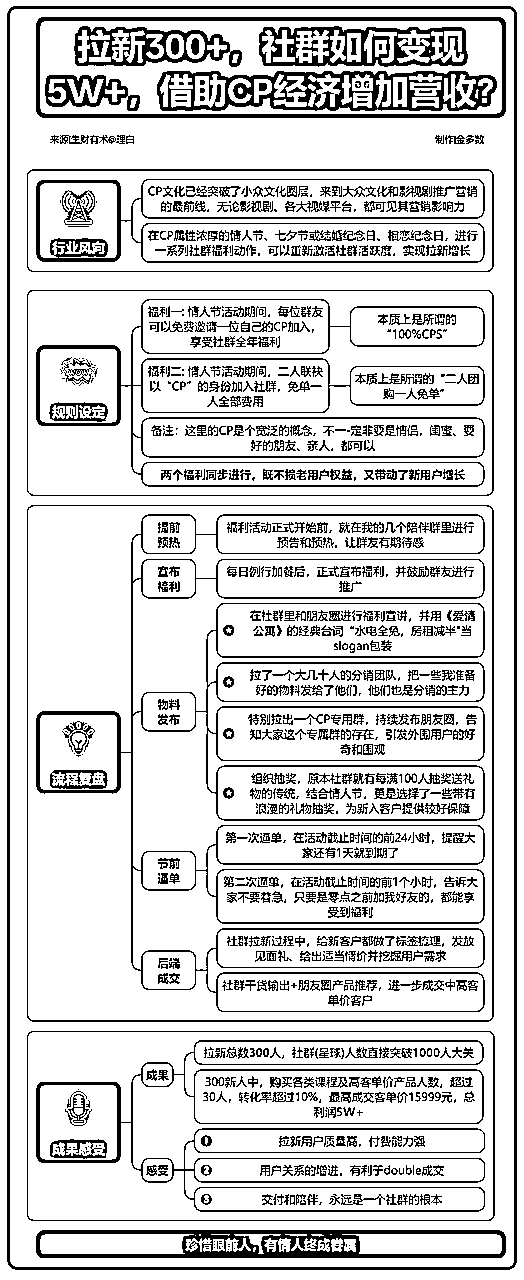 拉新300+，社群如何变现
5W+，借助CP经济增加营收？
来源|生财有术@理白
制作|金多数
行业风向
CP文化已经突破了小众文化圈层，来到大众文化和影视剧推广营销
的最前线，无论影视剧、各大视媒平台，都可见其营销影响力
在CP属性浓厚的情人节、七夕节或结婚纪念日、相恋纪念日，进行
一系列社群福利动作，可以重新激活社群活跃度，实现拉新增长
规则设定
福利一：情人节活动期间，每位群友
可以免费邀请一位自己的CP加入，
享受社群全年福利
本质上是所谓的
“100%CPS”
福利二：情人节活动期间，二人联袂
以“CP”的身份加入社群，免单一
人全部费用
本质上是所谓的“二人团
购一人免单”
备注：这里的CP是个宽泛的概念，不一定非要是情侣，闺蜜、要
好的朋友、亲人，都可以
两个福利同步进行，既不损老用户权益，又带动了新用户增长
流程复盘
提前
预热
福利活动正式开始前，就在我的几个陪伴群里进行
预告和预热，让群友有期待感
宣布
福利
每日例行加餐后，正式宣布福利，并鼓励群友进行
推广
物料
发布
在社群里和朋友圈进行福利宣讲，并用《爱情
公寓》的经典台词“水电全免，房租减半”当
slogan包装
拉了一个大几十人的分销团队，把一些我准备
好的物料发给了他们，他们也是分销的主力
特别拉出一个CP专用群，持续发布朋友圈，告
知大家这个专属群的存在，引发外围用户的好
奇和围观
组织抽奖，原本社群就有每满100人抽奖送礼
物的传统，结合情人节，更是选择了一些带有
浪漫的礼物抽奖，为新入客户提供较好保障
节前
逼单
第一次逼单，在活动截止时间的前24小时，提醒大
家还有1天就到期了
第二次逼单，在活动截止时间的前1个小时，告诉大
家不要着急，只要是零点之前加我好友的，都能享
受到福利
后端
成交
社群拉新过程中，给新客户都做了标签梳理，发放
见面礼、给出适当情价并挖掘用户需求
社群干货输出+朋友圈产品推荐，进一步成交中高客
单价客户
成果感受
成果
拉新总数300人，社群(星球)人数直接突破1000人大关
300新人中，购买各类课程及高客单价产品人数，超过
30人，转化率超过10%，最高成交客单价15999元，总
利润5W+
感受
1 拉新用户质量高，付费能力强
2 用户关系的增进，有利于double成交
3 交付和陪伴，永远是一个社群的根本
珍惜眼前人，有情人终成眷属